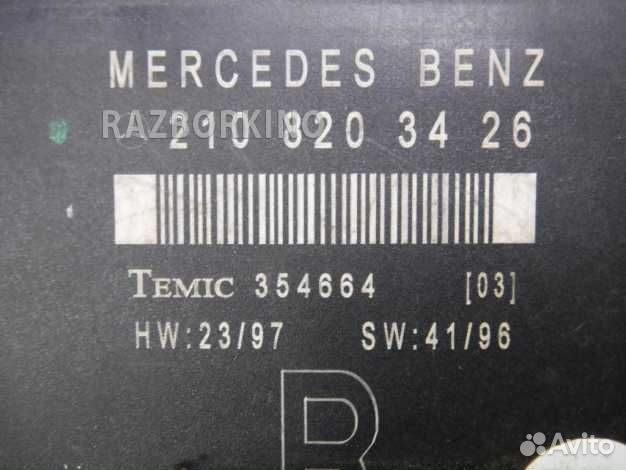 MERCEDES BENZ
RAZBORKINO
210 820 34 26
TEMIC 354664 [03]
HW:23/97 SW:41/96
R
Avito